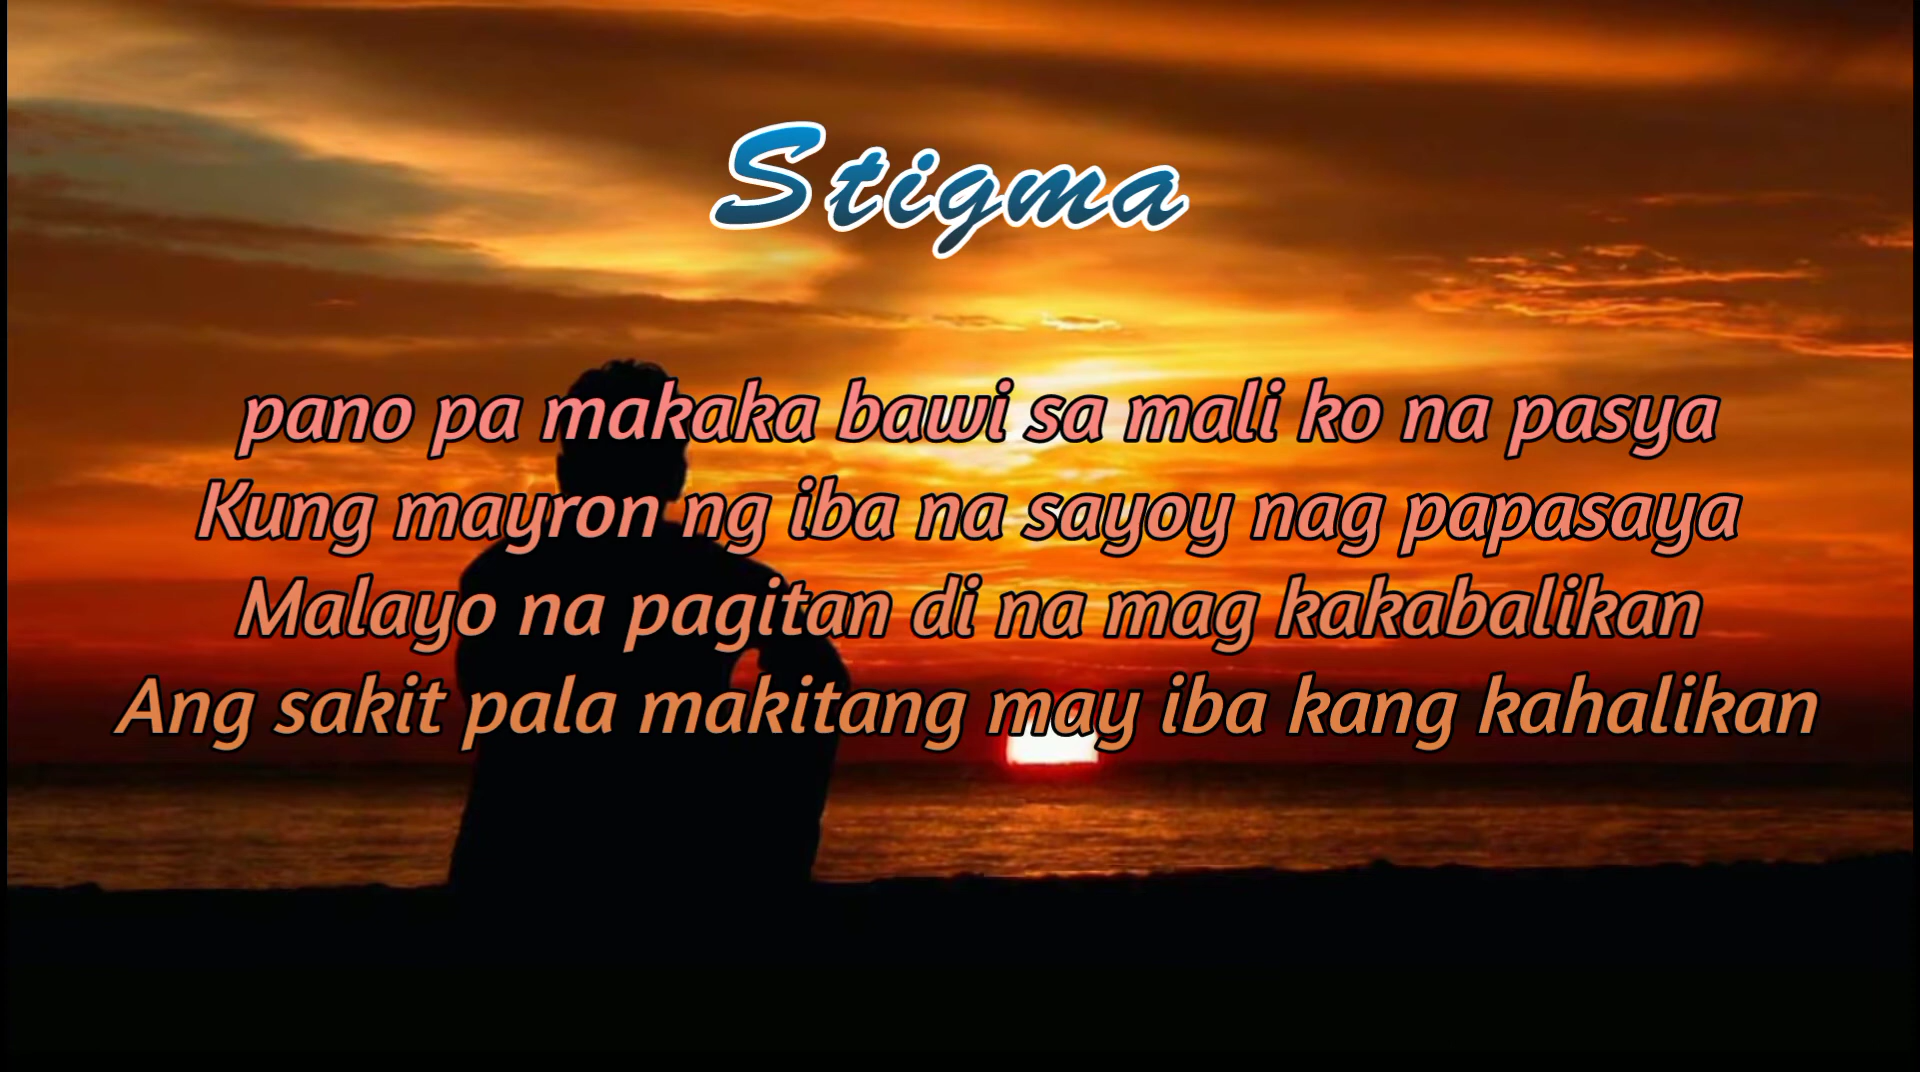 Stigma
pano pa makaka bawi sa mali ko na pasya
Kung mayron ng iba na sayoy nag papasaya
Malayo na pagitan di na mag kakabalikan
Ang sakit pala makitang may iba kang kahalikan